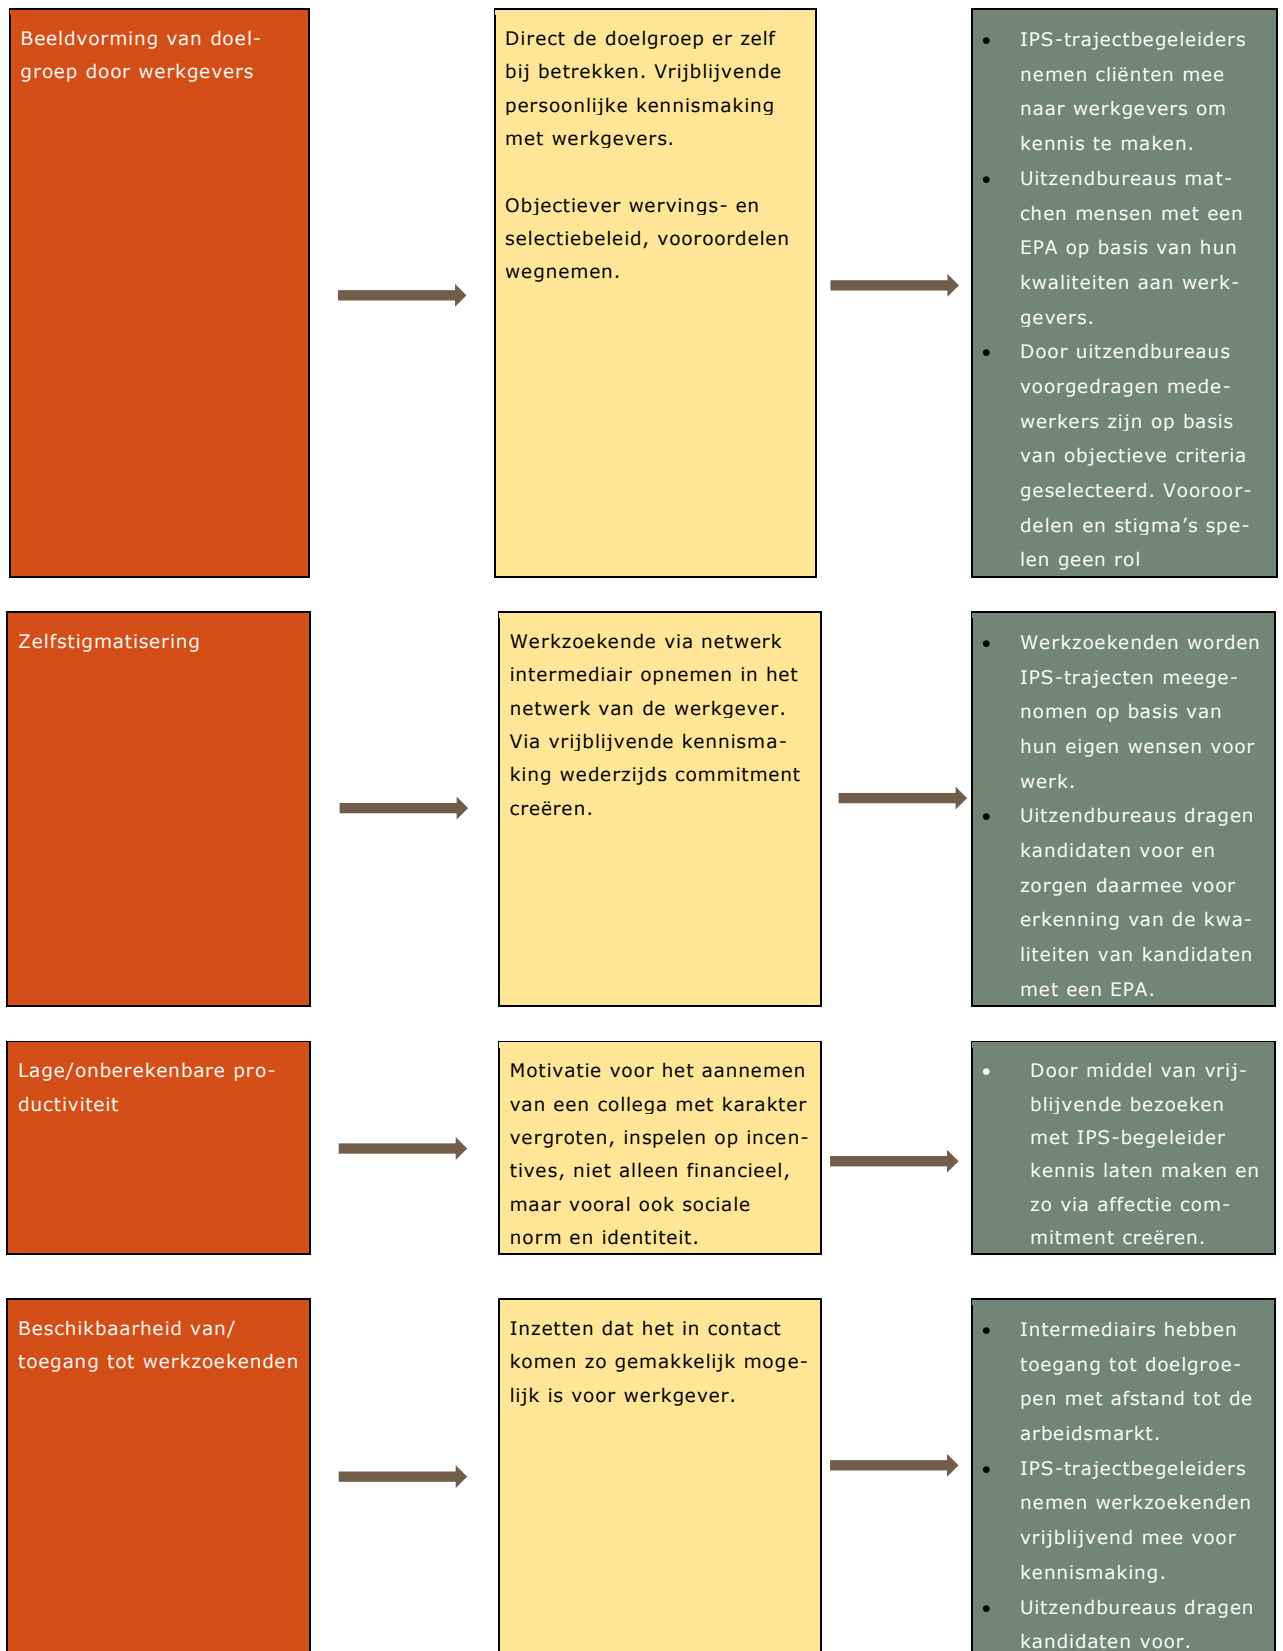 Beeldvorming van doel-
groep door werkgevers
Direct de doelgroep er zelf
bij betrekken. Vrijblijvende
persoonlijke kennismaking
met werkgevers.
Objectiever wervings- en
selectiebeleid, vooroordelen
wegnemen.
• IPS-trajectbegeleiders
nemen cliënten mee
naar werkgevers om
kennis te maken.
• Uitzendbureaus mat-
chen mensen met een
EPA op basis van hun
kwaliteiten aan werk-
gevers.
• Door uitzendbureaus
voorgedragen mede-
werkers zijn op basis
van objectieve criteria
geselecteerd. Vooroor-
delen en stigma's spe-
len geen rol
Zelfstigmatisering
Werkzoekende via netwerk
intermediair opnemen in het
netwerk van de werkgever.
Via vrijblijvende kennisma-
king wederzijds commitment
creëren.
• Werkzoekenden worden
IPS-trajecten meege-
nomen op basis van
hun eigen wensen voor
werk.
• Uitzendbureaus dragen
kandidaten voor en
zorgen daarmee voor
erkenning van de kwa-
liteiten van kandidaten
met een EPA.
Lage/onberekenbare pro-
ductiviteit
Motivatie voor het aannemen
van een collega met karakter
vergroten, inspelen op incen-
tives, niet alleen financieel,
maar vooral ook sociale
norm en identiteit.
• Door middel van vrij-
blijvende bezoeken
met IPS-begeleider
kennis laten maken en
zo via affectie com-
mitment creëren.
Beschikbaarheid van/
toegang tot werkzoekenden
Inzetten dat het in contact
komen zo gemakkelijk moge-
lijk is voor werkgever.
• Intermediairs hebben
toegang tot doelgroe-
pen met afstand tot de
arbeidsmarkt.
• IPS-trajectbegeleiders
nemen werkzoekenden
vrijblijvend mee voor
kennismaking.
• Uitzendbureaus dragen
kandidaten voor.